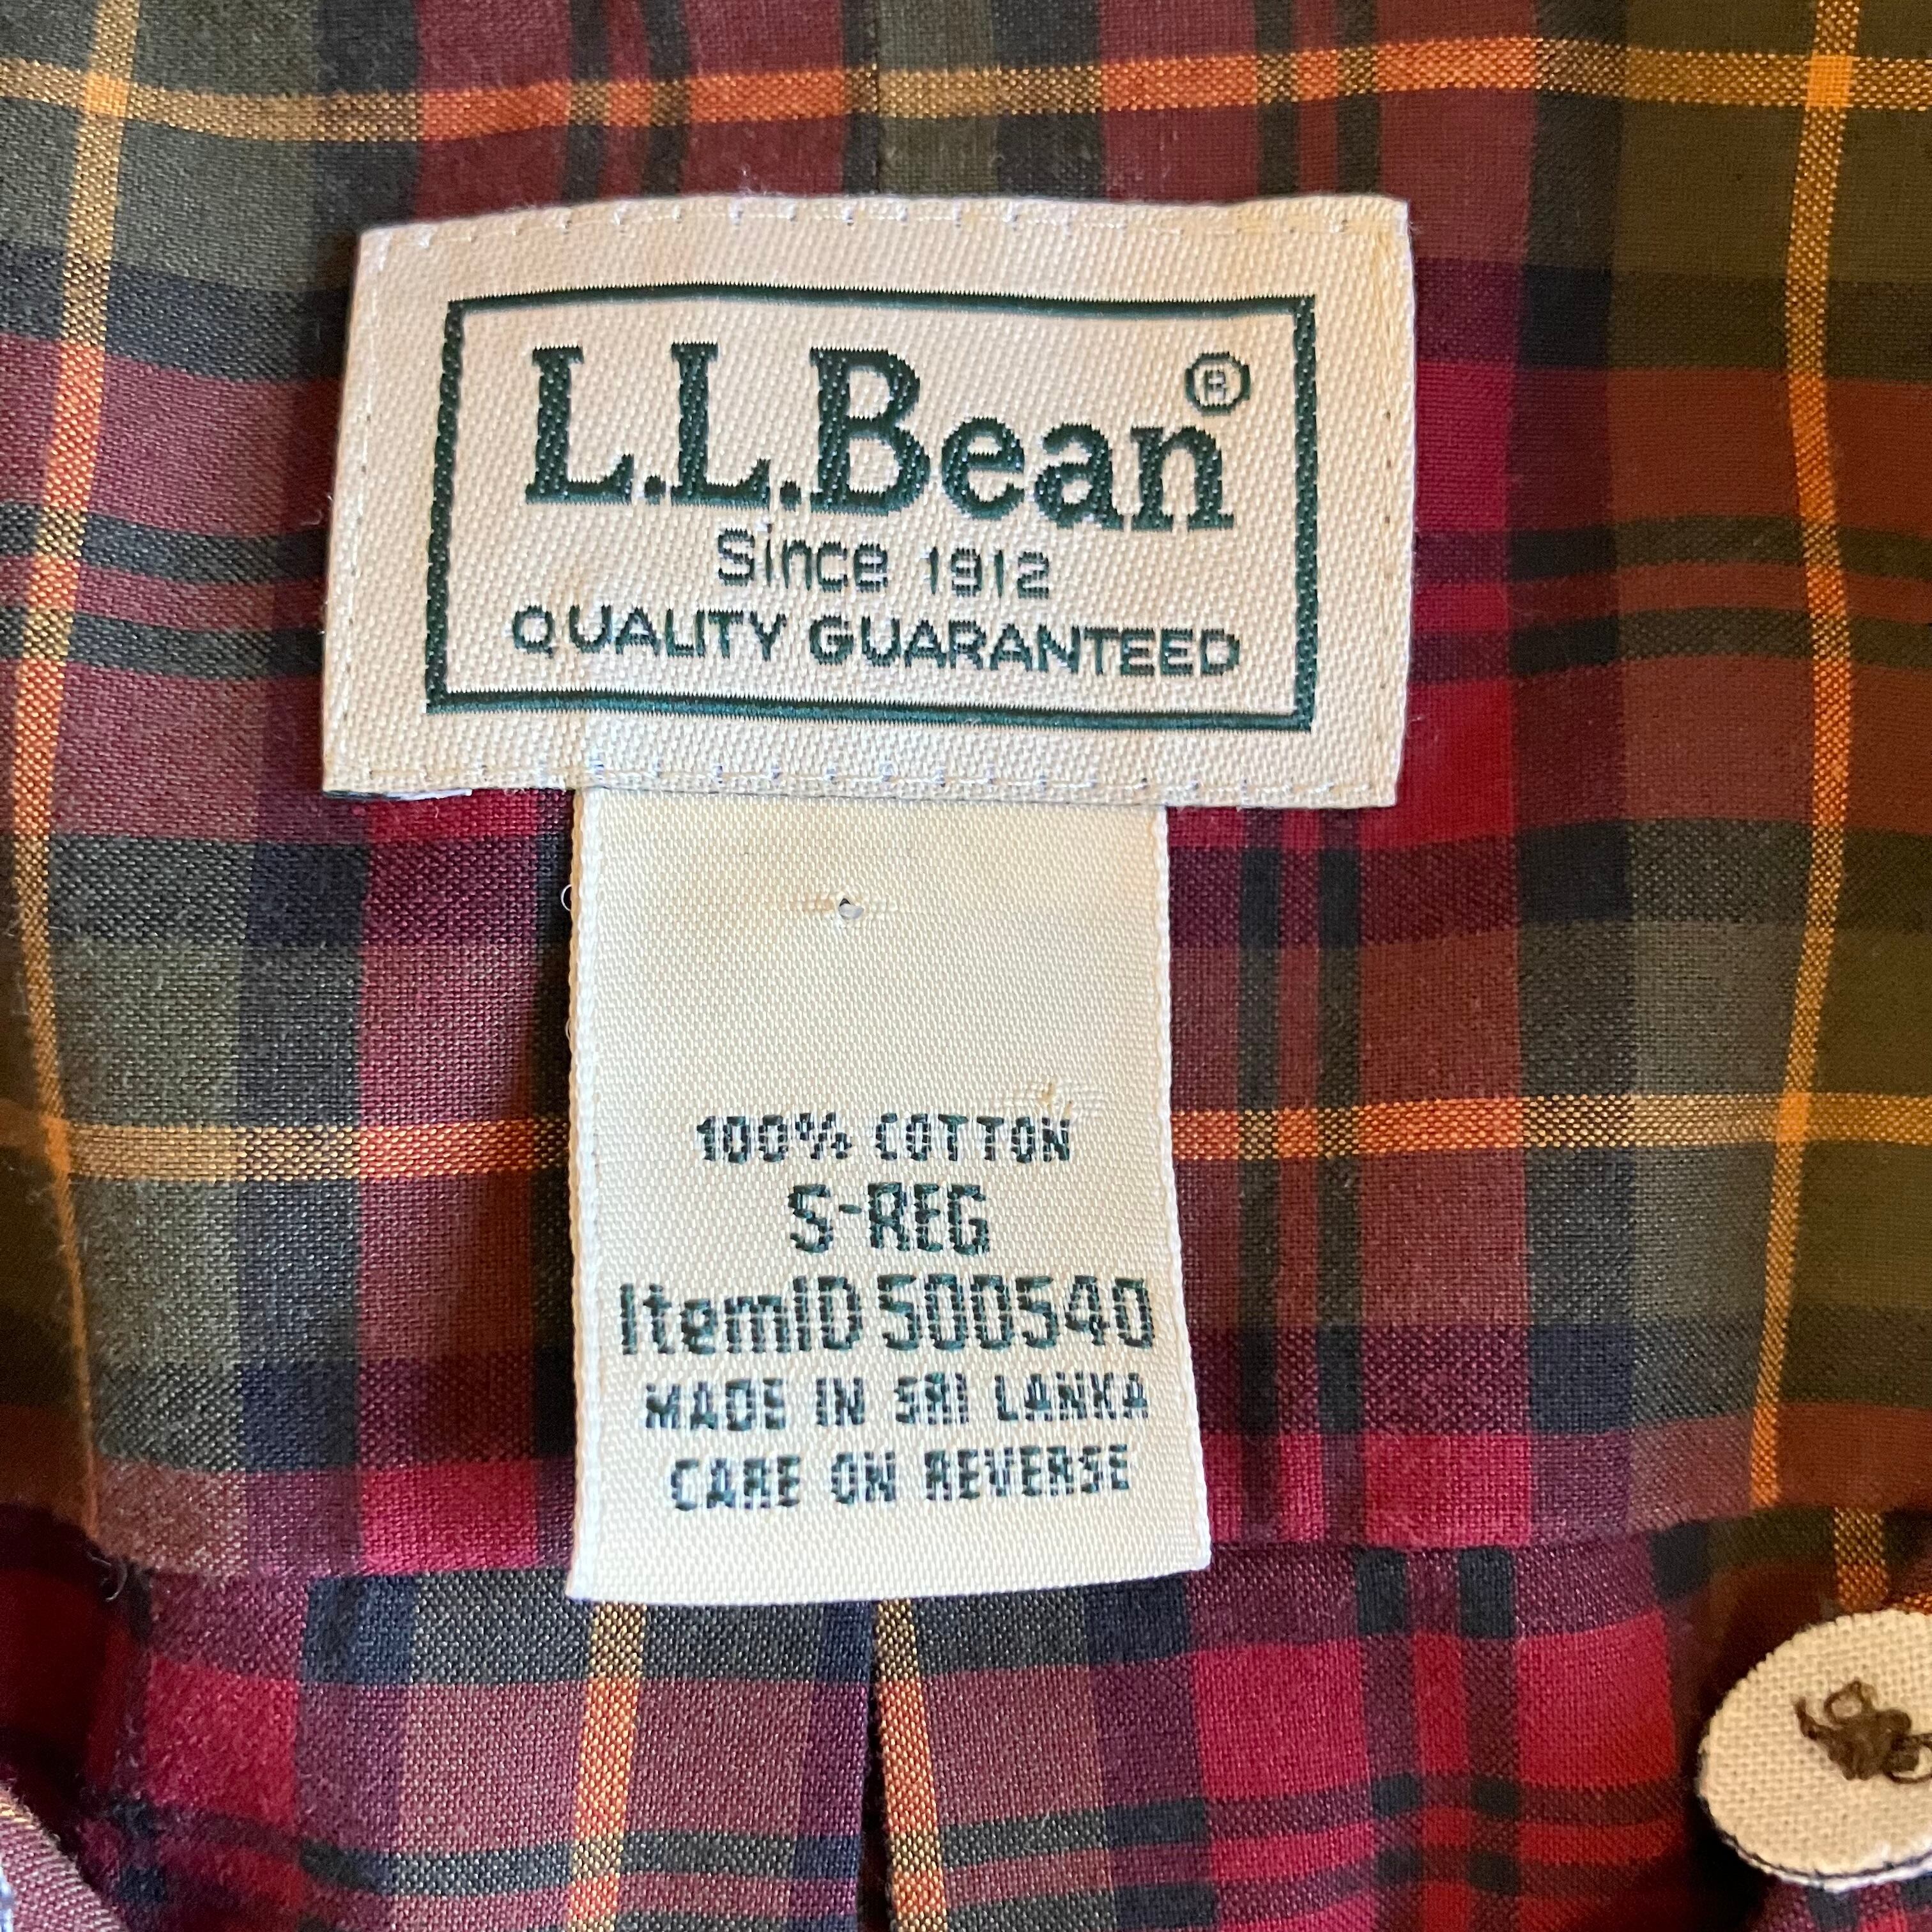 L.L.Bean®
Since 1912
QUALITY GUARANTEED
100% COTTON
S-REG
ItemID 500540
MADE IN SRI LANKA
CARE ON REVERSE